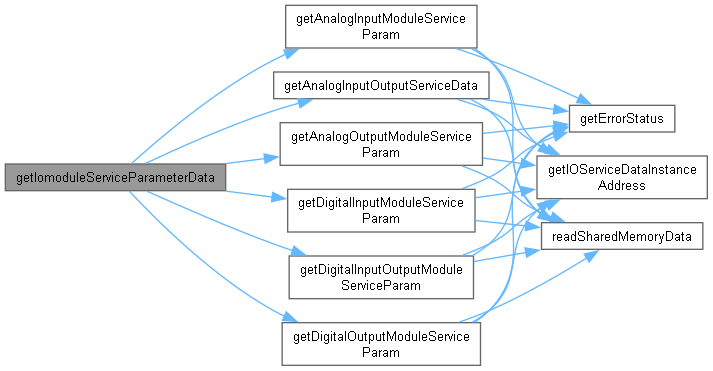 getIomoduleServiceParameterData
getAnalogInputModuleService
Param
getAnalogInputOutputServiceData
getAnalogOutputModuleService
Param
getDigitalInputModuleService
Param
getDigitalInputOutputModule
ServiceParam
getDigitalOutputModuleService
Param
getErrorStatus
getIOServiceDataInstance
Address
readSharedMemoryData